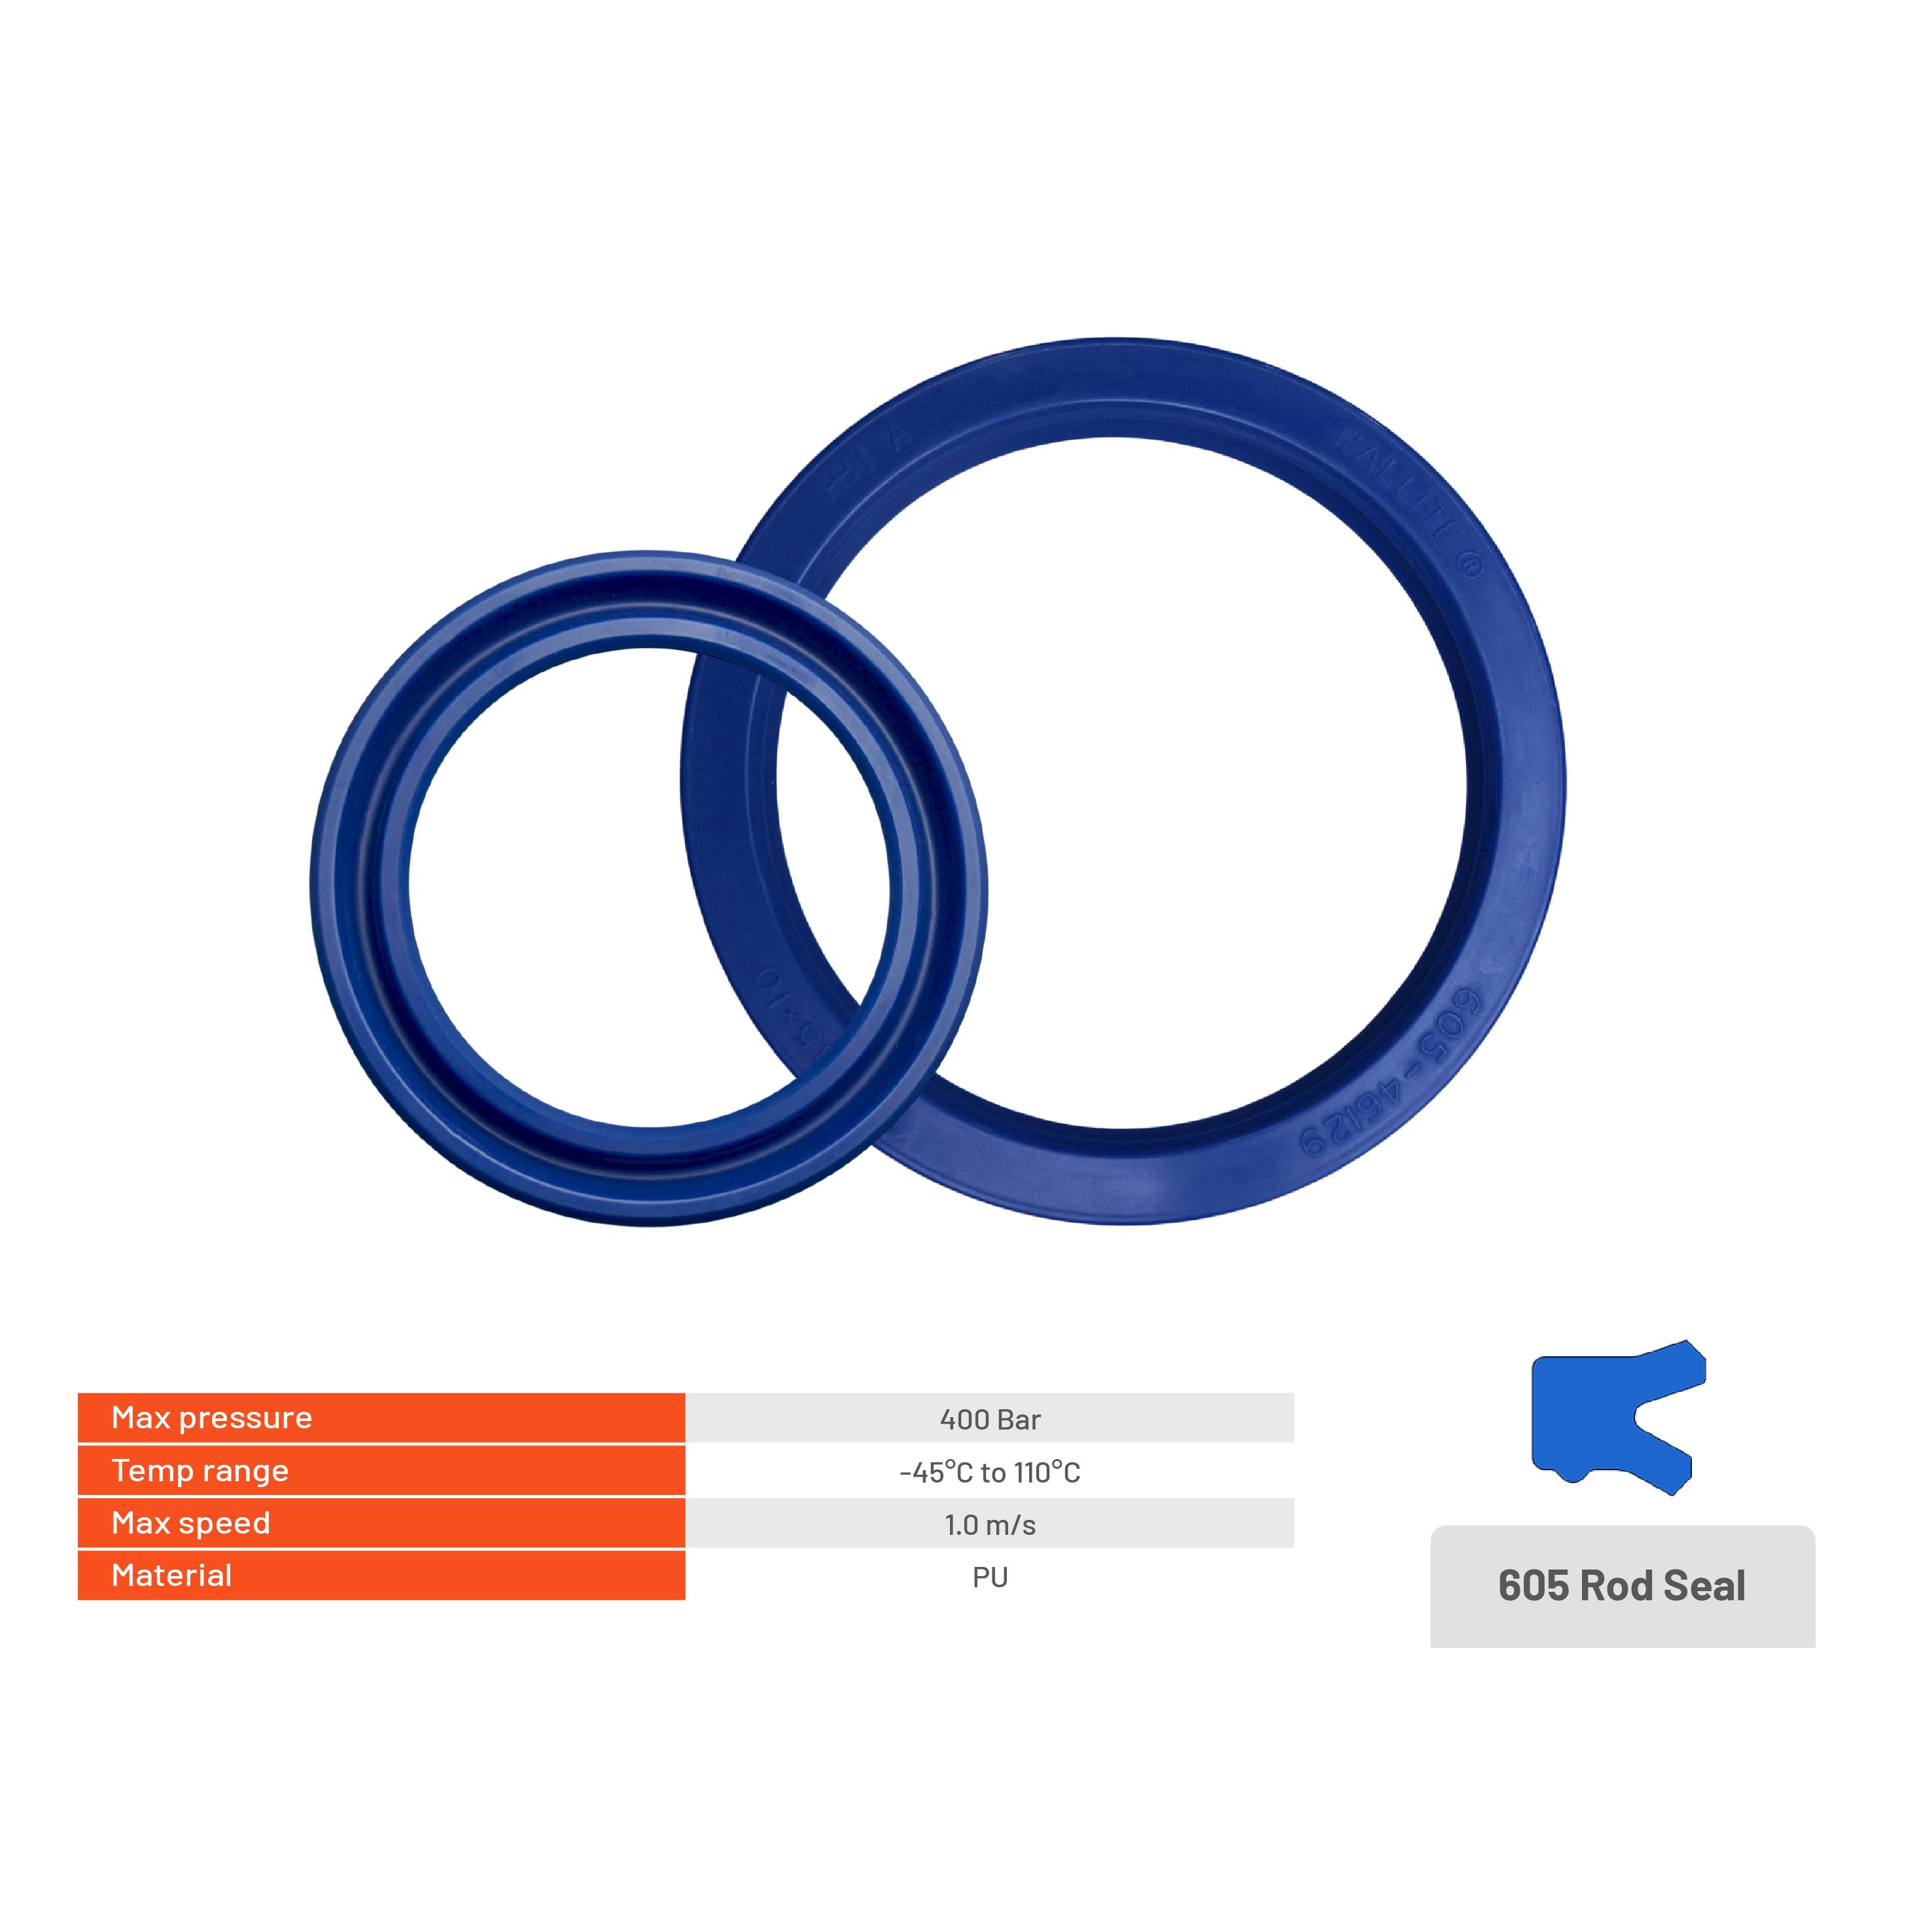 HALLITE®
605-46129
Max pressure 400 Bar
Temp range -45°C to 110°C
Max speed 1.0 m/s
Material PU
605 Rod Seal